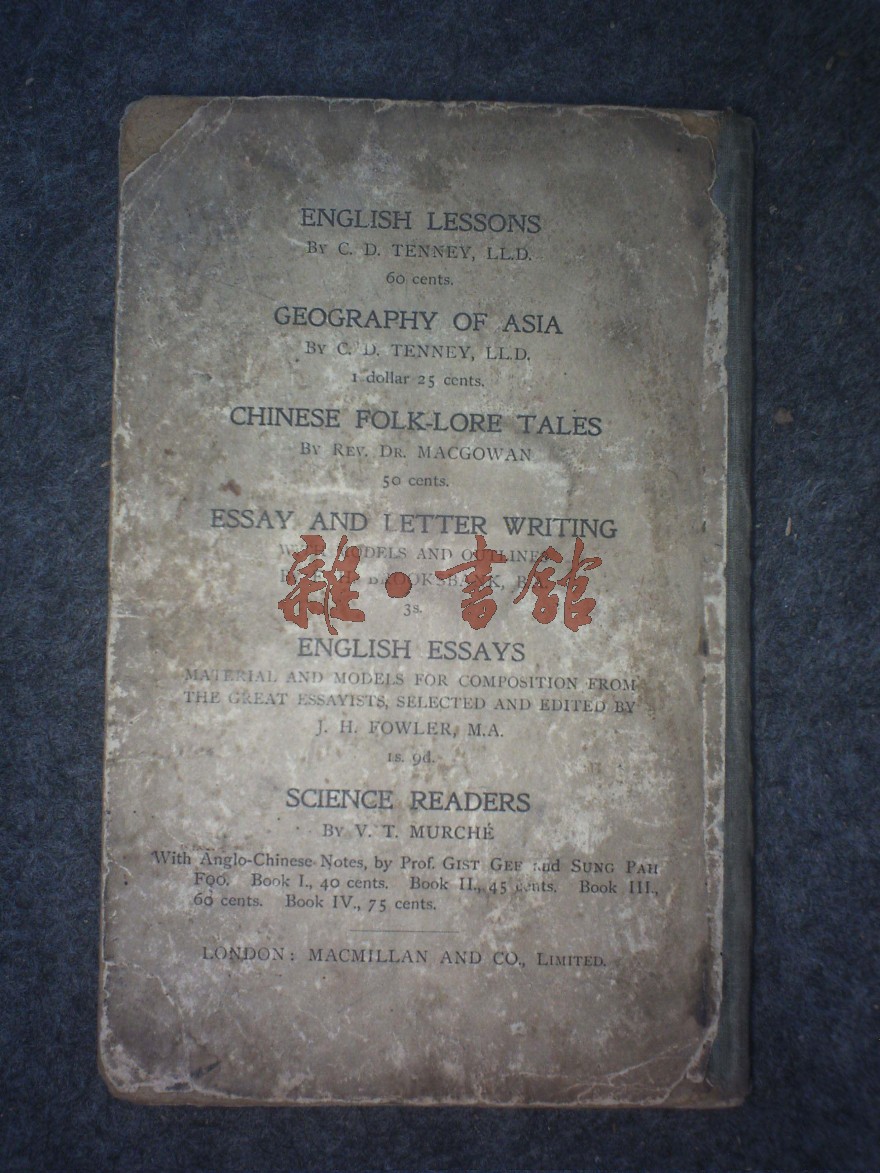 ENGLISH LESSONS
BY C. D. TENNEY, LL.D.
60 cents.
GEOGRAPHY OF ASIA
BY C. D. TENNEY, LL.D.
1 dollar 25 cents.
CHINESE FOLK-LORE TALES
BY REV. DR. MACGOWAN
50 cents.
ESSAY AND LETTER WRITING
WITH MODELS AND OUTLINES
BROOKSBANK,
雜·書館
3s.
ENGLISH ESSAYS
MATERIAL AND MODELS FOR COMPOSITION FROM
THE GREAT ESSAYISTS, SELECTED AND EDITED BY
J. H. FOWLER, M.A.
1s. 9d.
SCIENCE READERS
BY V. T. MURCHÉ
With Anglo-Chinese Notes, by Prof. GIST GEE and SUNG PAH
FOO. Book I., 40 cents. Book II., 45 cents. Book III.,
60 cents. Book IV., 75 cents.
LONDON: MACMILLAN AND CO., LIMITED.